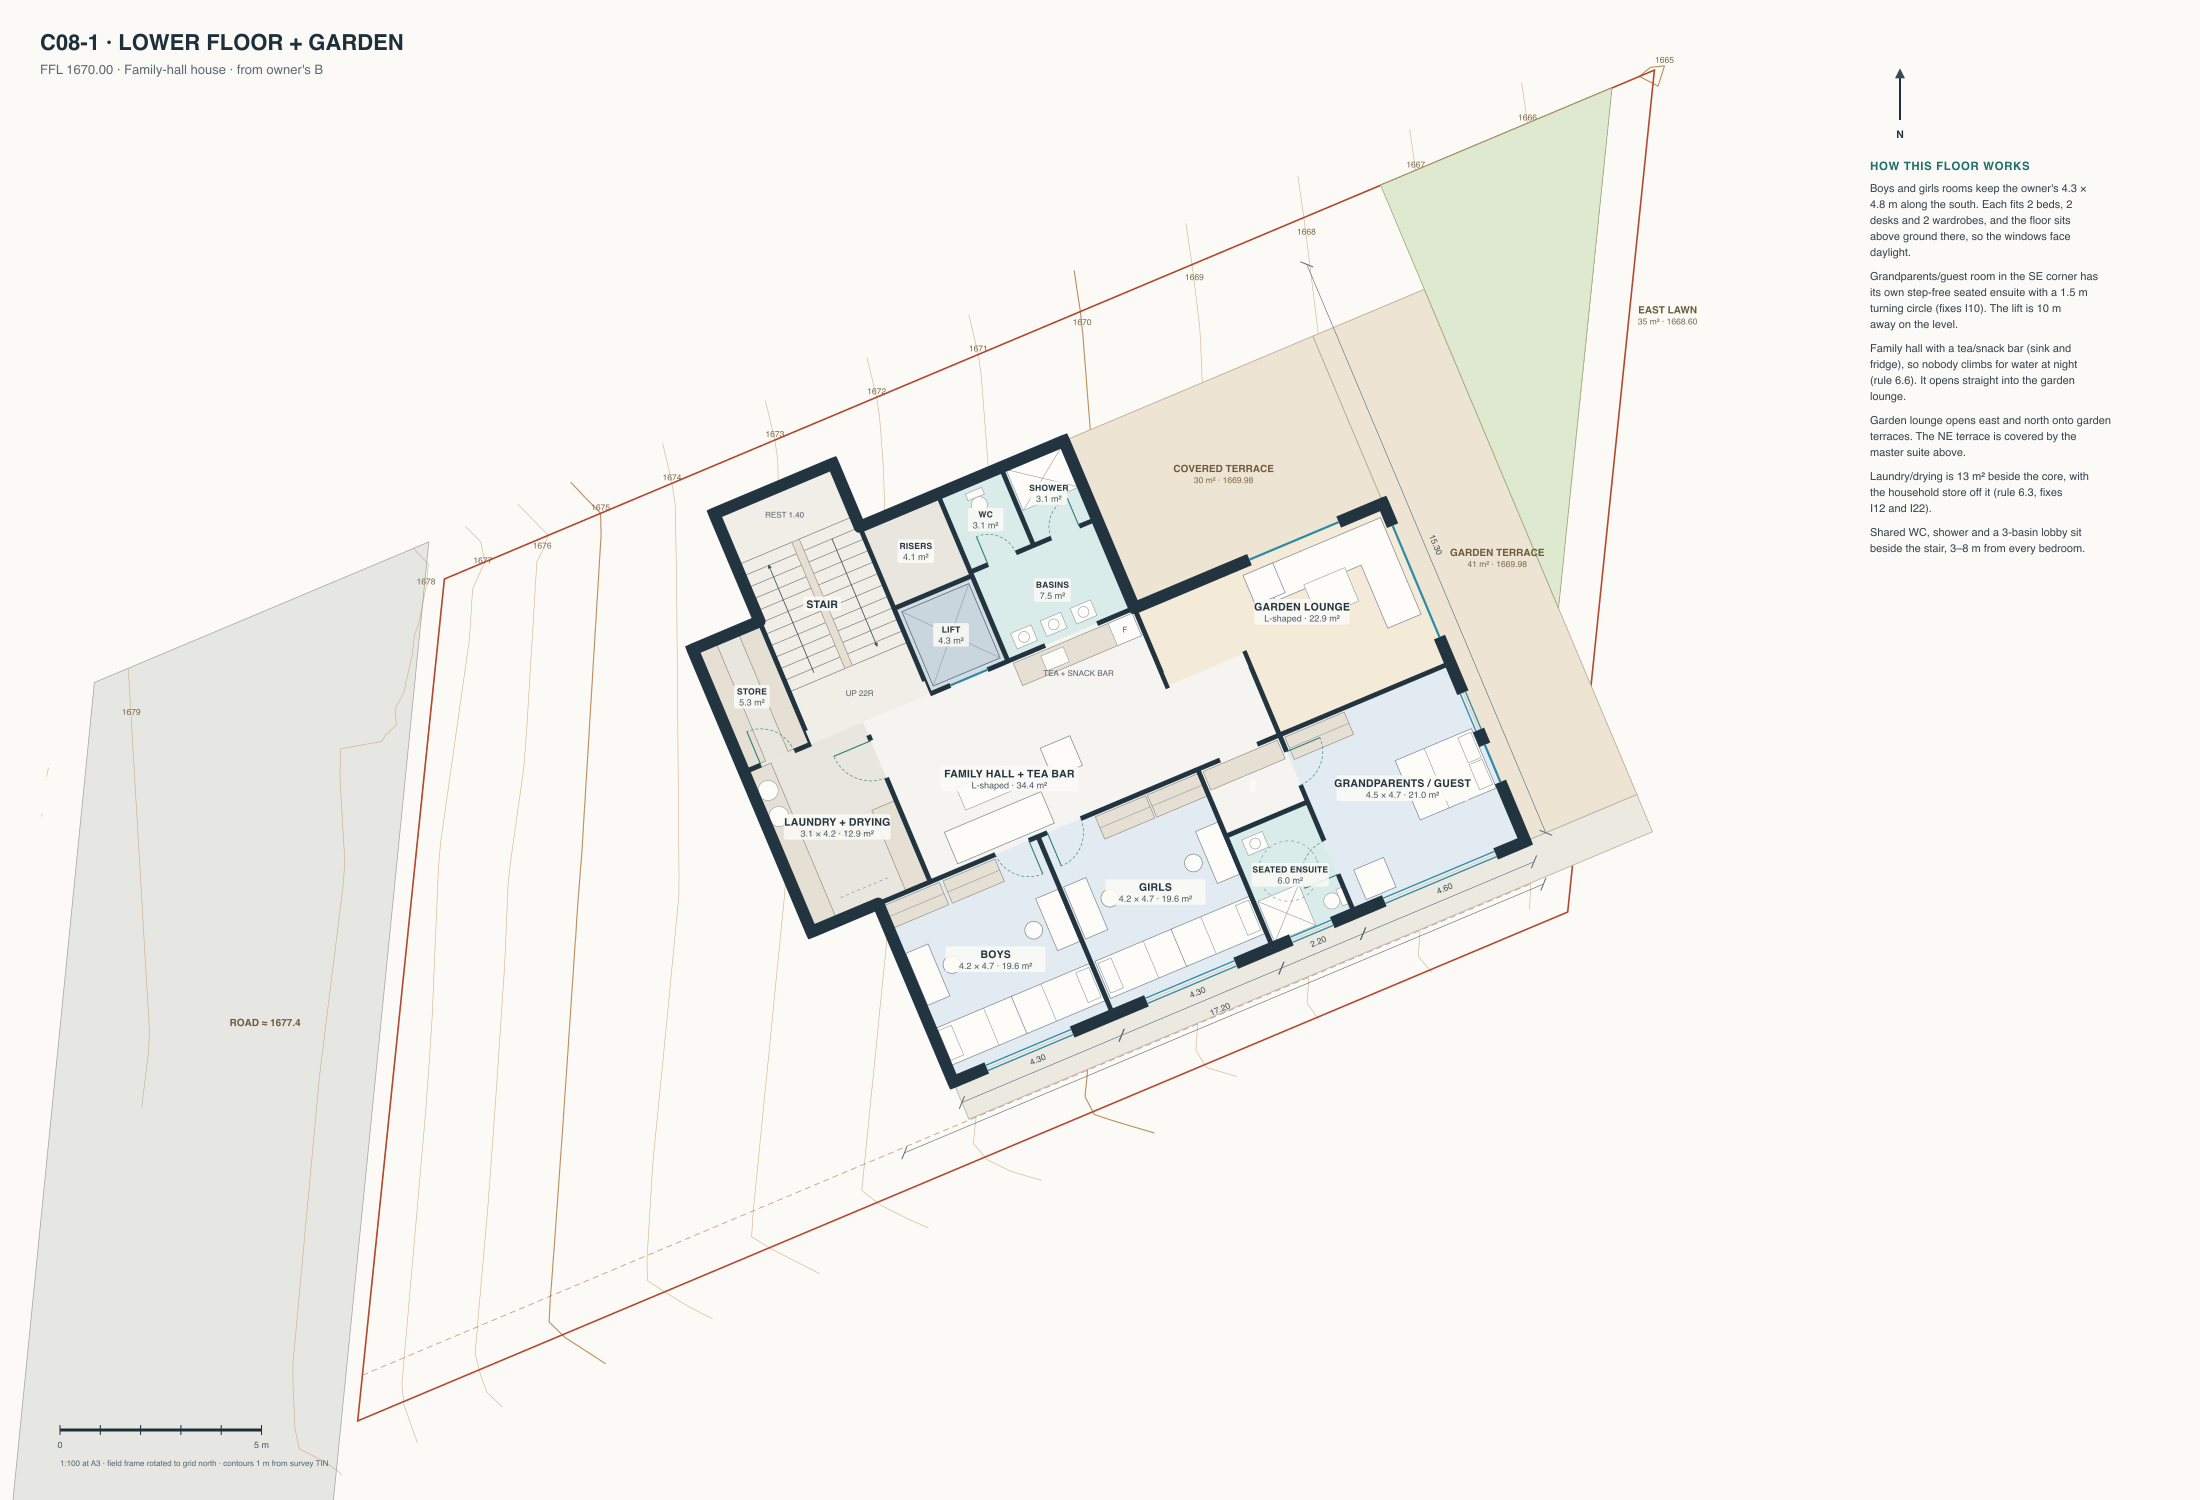 C08-1 · LOWER FLOOR + GARDEN
FFL 1670.00 · Family-hall house · from owner's B
N
HOW THIS FLOOR WORKS
Boys and girls rooms keep the owner's 4.3 ×
4.8 m along the south. Each fits 2 beds, 2
desks and 2 wardrobes, and the floor sits
above ground there, so the windows face
daylight.
Grandparents/guest room in the SE corner has
its own step-free seated ensuite with a 1.5 m
turning circle (fixes I10). The lift is 10 m
away on the level.
Family hall with a tea/snack bar (sink and
fridge), so nobody climbs for water at night
(rule 6.6). It opens straight into the garden
lounge.
Garden lounge opens east and north onto garden
terraces. The NE terrace is covered by the
master suite above.
Laundry/drying is 13 m² beside the core, with
the household store off it (rule 6.3, fixes
I12 and I22).
Shared WC, shower and a 3-basin lobby sit
beside the stair, 3–8 m from every bedroom.
1665
1666
1667
1668
1669
1670
1671
1672
1673
1674
1675
1676
1677
1678
1679
EAST LAWN
35 m² · 1668.60
COVERED TERRACE
30 m² · 1669.98
GARDEN TERRACE
41 m² · 1669.98
15.30
REST 1.40
SHOWER
3.1 m²
WC
3.1 m²
RISERS
4.1 m²
BASINS
7.5 m²
STAIR
LIFT
4.3 m²
F
TEA + SNACK BAR
GARDEN LOUNGE
L-shaped · 22.9 m²
STORE
5.3 m²
UP 22R
FAMILY HALL + TEA BAR
L-shaped · 34.4 m²
GRANDPARENTS / GUEST
4.5 × 4.7 · 21.0 m²
LAUNDRY + DRYING
3.1 × 4.2 · 12.9 m²
SEATED ENSUITE
6.0 m²
GIRLS
4.2 × 4.7 · 19.6 m²
BOYS
4.2 × 4.7 · 19.6 m²
4.60
2.20
4.30
17.20
4.30
ROAD ≈ 1677.4
0
5 m
1:100 at A3 · field frame rotated to grid north · contours 1 m from survey TIN